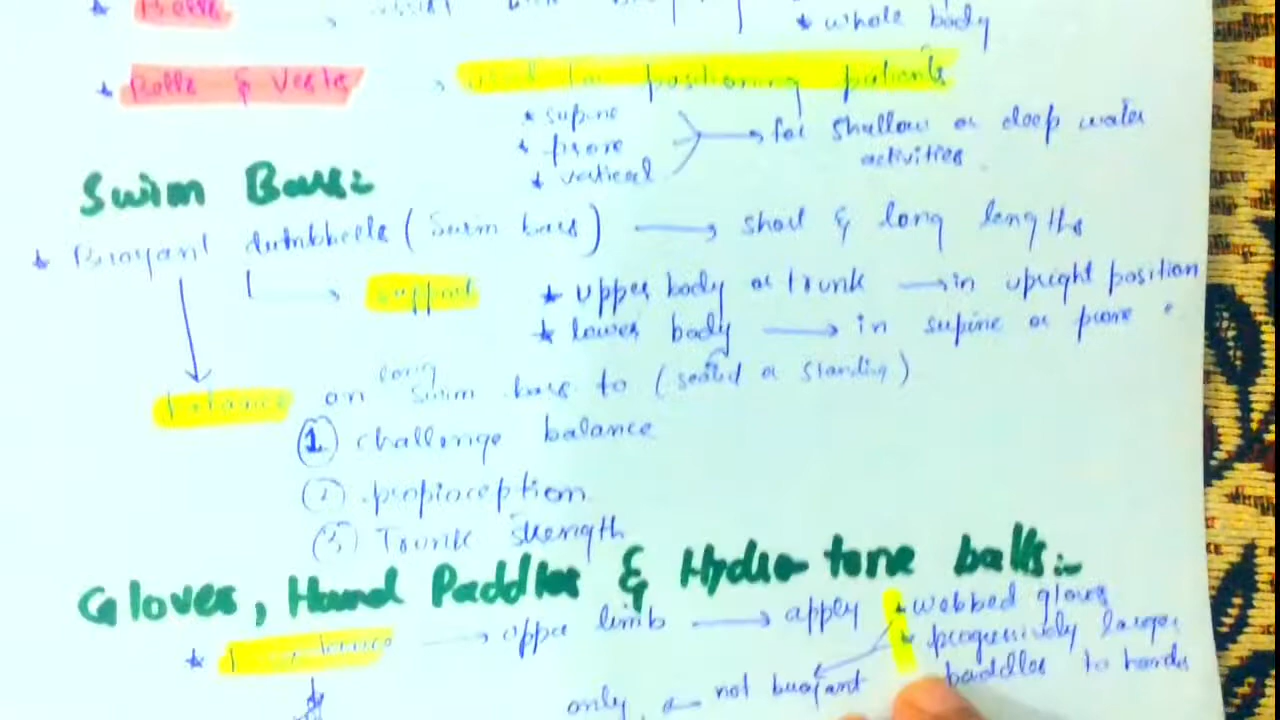 * whole body
* Belts & Vests → used for positioning patients
* supine
* prone → for shallow or deep water
* vertical activities
Swim Bars:
* Buoyant dumbbells (Swim bars) → short & long lengths
→ support * upper body or trunk → in upright position
* lower body → in supine or prone
balance on long swim bars to (seated or standing)
① challenge balance
② propioception
③ Trunk strength
Gloves, Hand Paddles & Hydro-tone balls:-
* → upper limb → apply * webbed gloves
* progressively larger
paddles to hands
only ← not buoyant